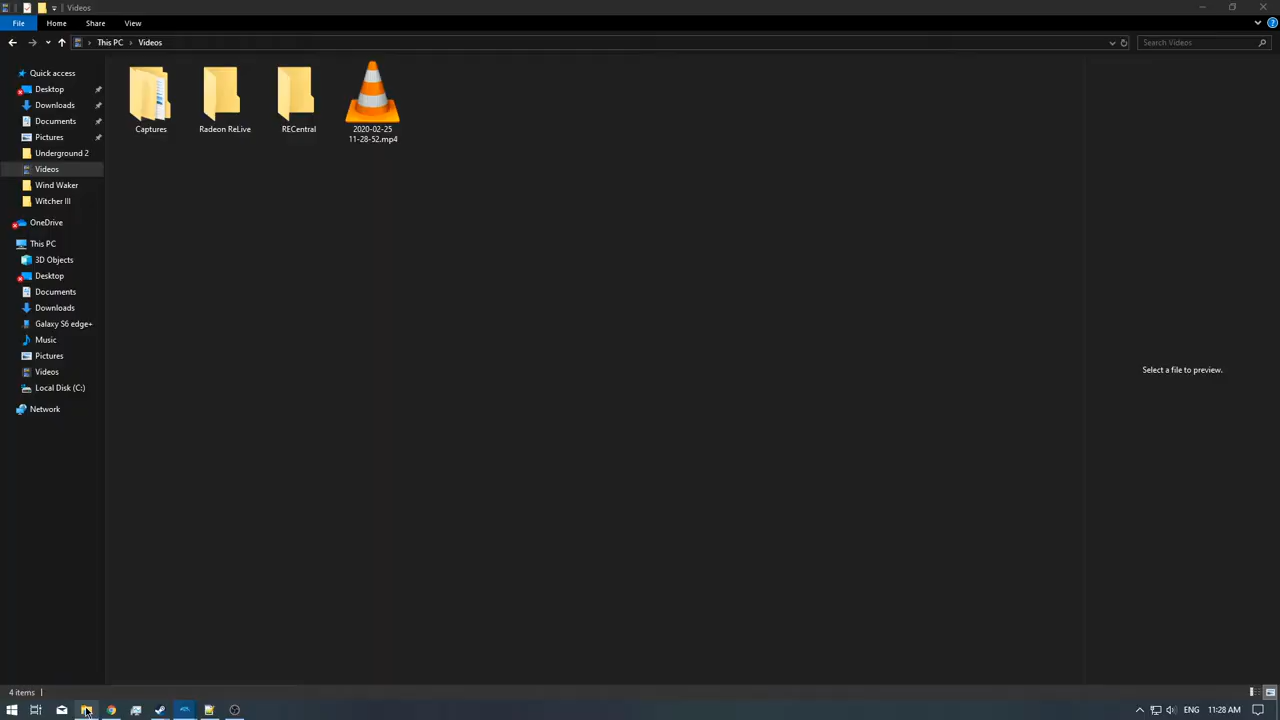 Videos
File Home Share View
This PC Videos
Search Videos
Quick access
Desktop
Downloads
Documents
Pictures
Underground 2
Videos
Wind Waker
Witcher III
OneDrive
This PC
3D Objects
Desktop
Documents
Downloads
Galaxy S6 edge+
Music
Pictures
Videos
Local Disk (C:)
Network
Captures
Radeon ReLive
RECentral
2020-02-25
11-28-52.mp4
Select a file to preview.
4 items
ENG 11:28 AM